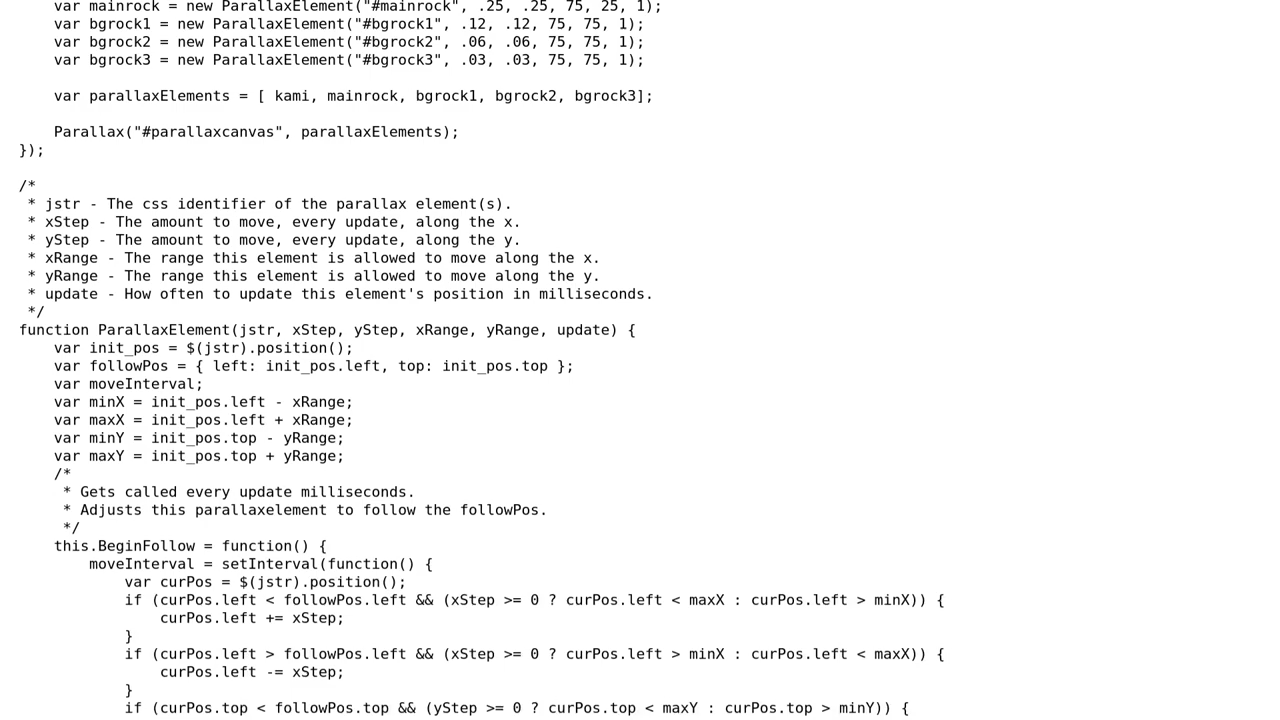 var mainrock = new ParallaxElement("#mainrock", .25, .25, 75, 25, 1);
var bgrock1 = new ParallaxElement("#bgrock1", .12, .12, 75, 75, 1);
var bgrock2 = new ParallaxElement("#bgrock2", .06, .06, 75, 75, 1);
var bgrock3 = new ParallaxElement("#bgrock3", .03, .03, 75, 75, 1);
var parallaxElements = [ kami, mainrock, bgrock1, bgrock2, bgrock3];
Parallax("#parallaxcanvas", parallaxElements);
});
/*
* jstr - The css identifier of the parallax element(s).
* xStep - The amount to move, every update, along the x.
* yStep - The amount to move, every update, along the y.
* xRange - The range this element is allowed to move along the x.
* yRange - The range this element is allowed to move along the y.
* update - How often to update this element's position in milliseconds.
*/
function ParallaxElement(jstr, xStep, yStep, xRange, yRange, update) {
var init_pos = $(jstr).position();
var followPos = { left: init_pos.left, top: init_pos.top };
var moveInterval;
var minX = init_pos.left - xRange;
var maxX = init_pos.left + xRange;
var minY = init_pos.top - yRange;
var maxY = init_pos.top + yRange;
/*
* Gets called every update milliseconds.
* Adjusts this parallaxelement to follow the followPos.
*/
this.BeginFollow = function() {
moveInterval = setInterval(function() {
var curPos = $(jstr).position();
if (curPos.left < followPos.left && (xStep >= 0 ? curPos.left < maxX : curPos.left > minX)) {
curPos.left += xStep;
}
if (curPos.left > followPos.left && (xStep >= 0 ? curPos.left > minX : curPos.left < maxX)) {
curPos.left -= xStep;
}
if (curPos.top < followPos.top && (yStep >= 0 ? curPos.top < maxY : curPos.top > minY)) {